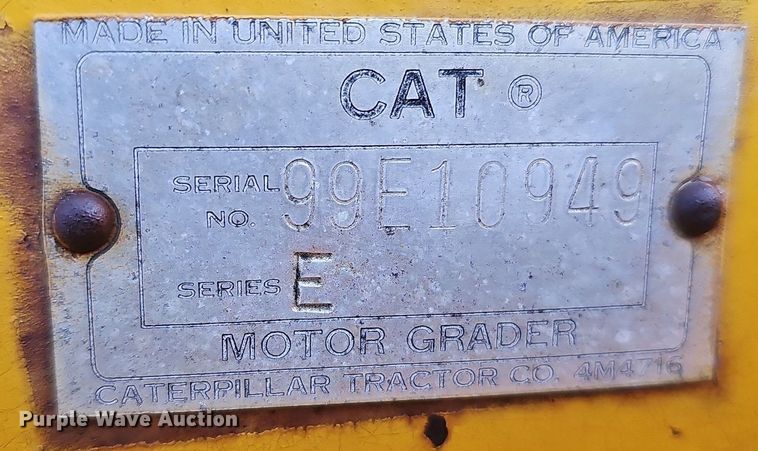 MADE IN UNITED STATES OF AMERICA
CAT ®
SERIAL NO. 99E10949
SERIES E
MOTOR GRADER
CATERPILLAR TRACTOR CO. 4M4716
Purple Wave Auction